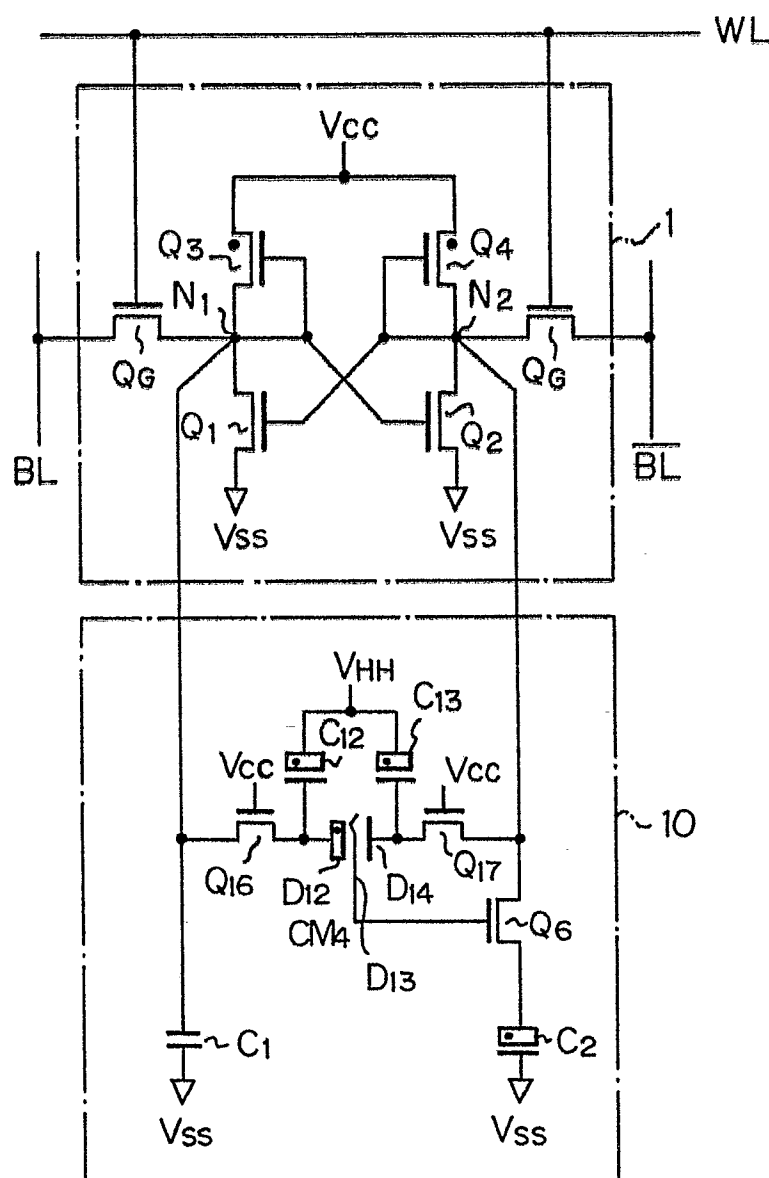 WL
Vcc
1
Q3
Q4
N1
N2
QG
QG
Q1
Q2
BL
BL
Vss
Vss
VHH
C12
C13
Vcc
Vcc
10
Q16
D12
D14
Q17
CM4
Q6
D13
C1
C2
Vss
Vss